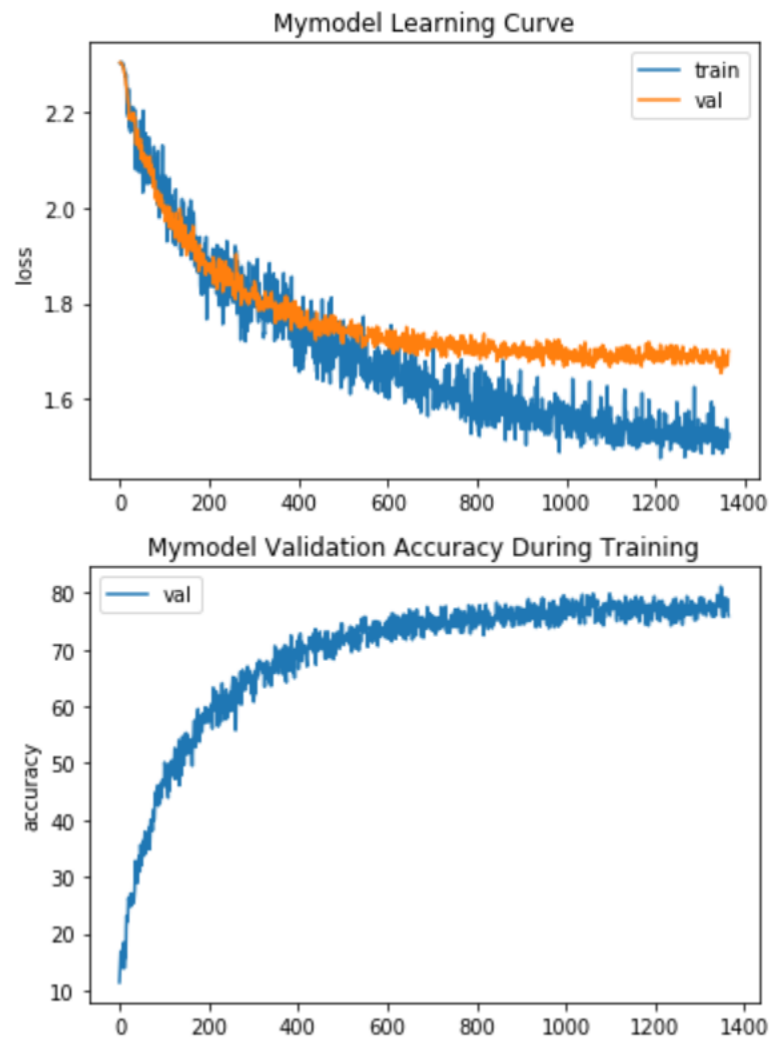 Mymodel Learning Curve
train
val
2.2
2.0
1.8
1.6
loss
0 200 400 600 800 1000 1200 1400
Mymodel Validation Accuracy During Training
val
80
70
60
50
40
30
20
10
accuracy
0 200 400 600 800 1000 1200 1400